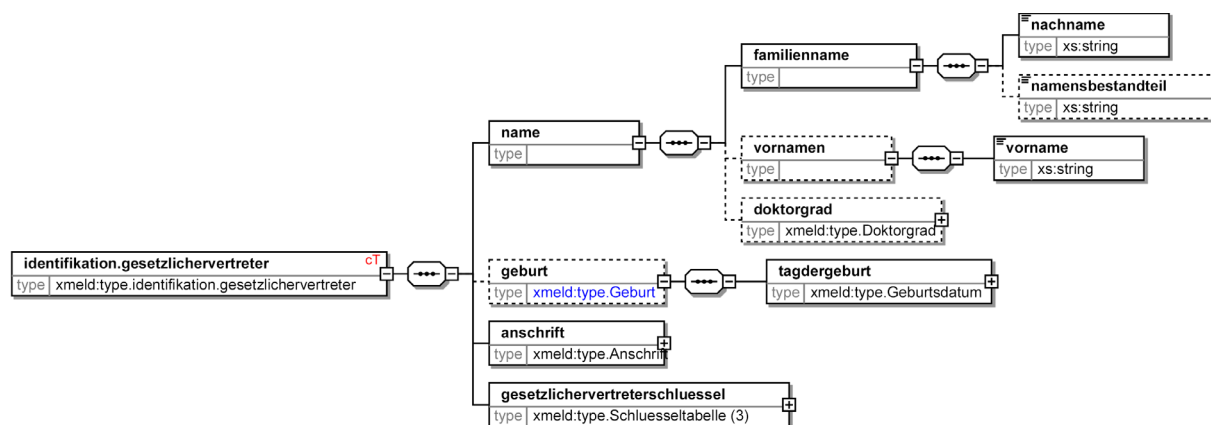 nachname
type xs:string
familienname
type
namensbestandteil
type xs:string
name
type
vornamen
type
vorname
type xs:string
doktorgrad
type xmeld:type.Doktorgrad
identifikation.gesetzlichervertreter cT
type xmeld:type.identifikation.gesetzlichervertreter
geburt
type xmeld:type.Geburt
tagdergeburt
type xmeld:type.Geburtsdatum
anschrift
type xmeld:type.Anschrift
gesetzlichervertreterschluessel
type xmeld:type.Schluesseltabelle (3)